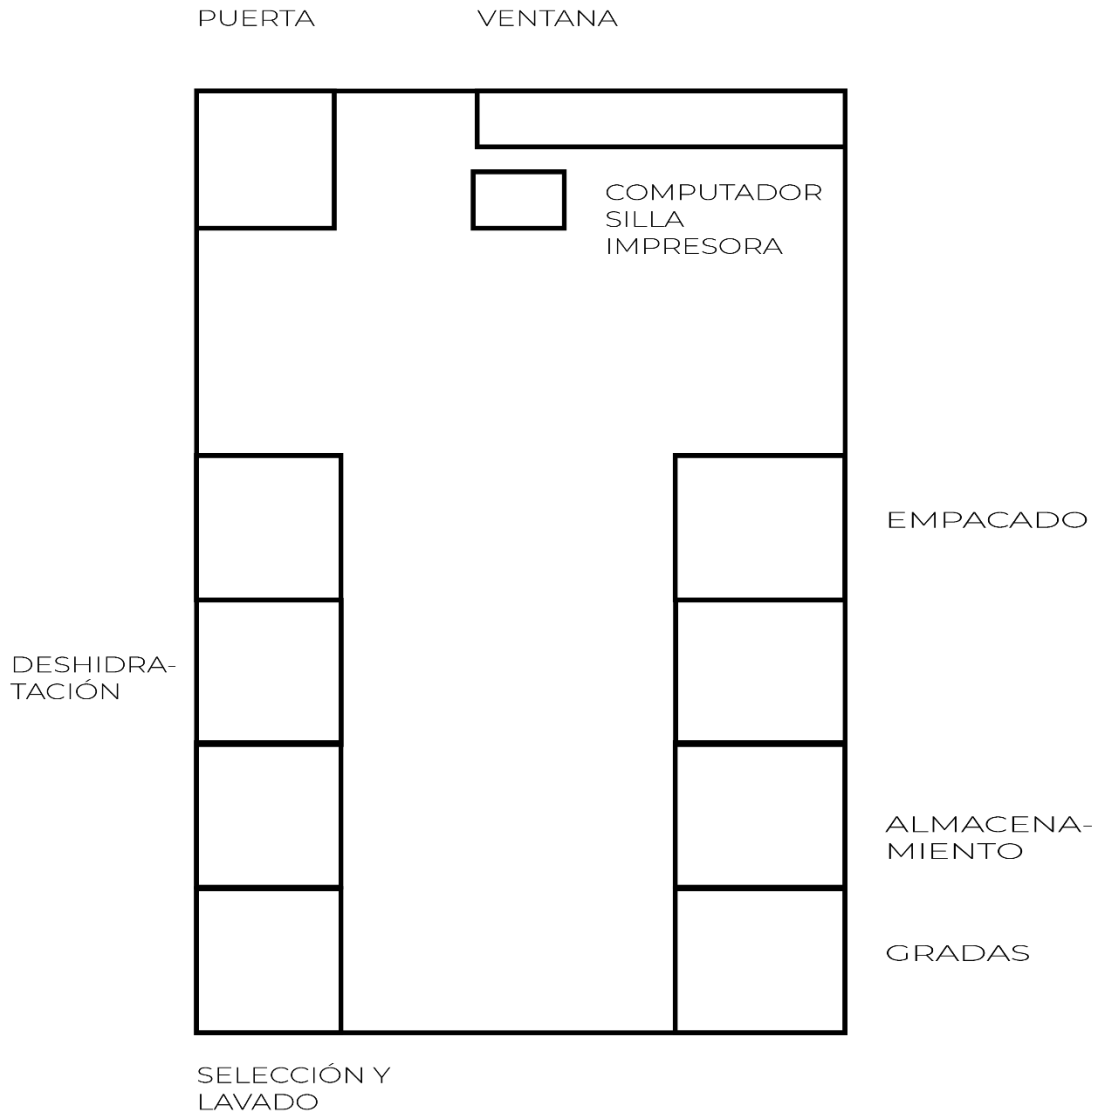 PUERTA
VENTANA
COMPUTADOR
SILLA
IMPRESORA
EMPACADO
DESHIDRA-
TACIÓN
ALMACENA-
MIENTO
GRADAS
SELECCIÓN Y
LAVADO